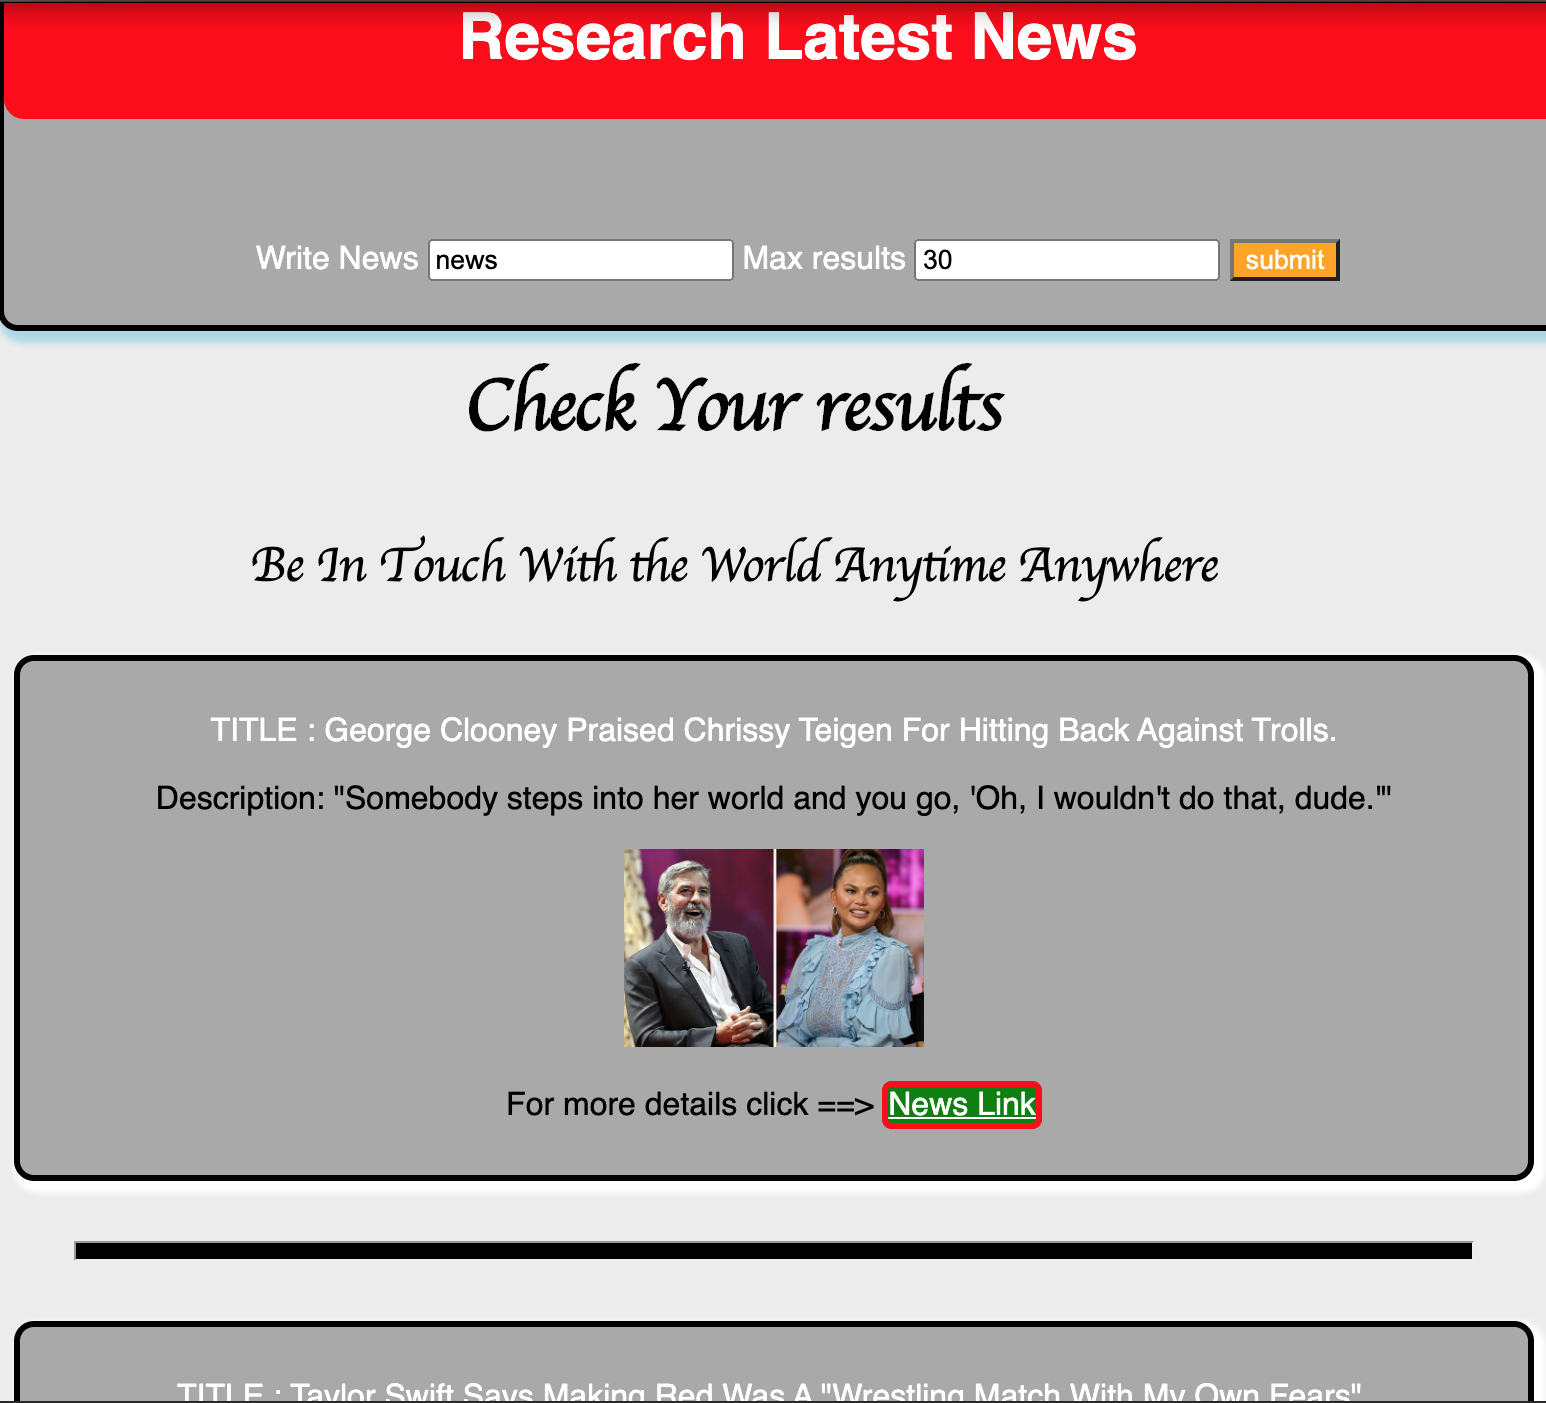 Research Latest News
Write News news Max results 30 submit
Check Your results
Be In Touch With the World Anytime Anywhere
TITLE : George Clooney Praised Chrissy Teigen For Hitting Back Against Trolls.
Description: "Somebody steps into her world and you go, 'Oh, I wouldn't do that, dude.'"
For more details click ==> News Link
TITLE : Taylor Swift Says Making Red Was A "Wrestling Match With My Own Fears"